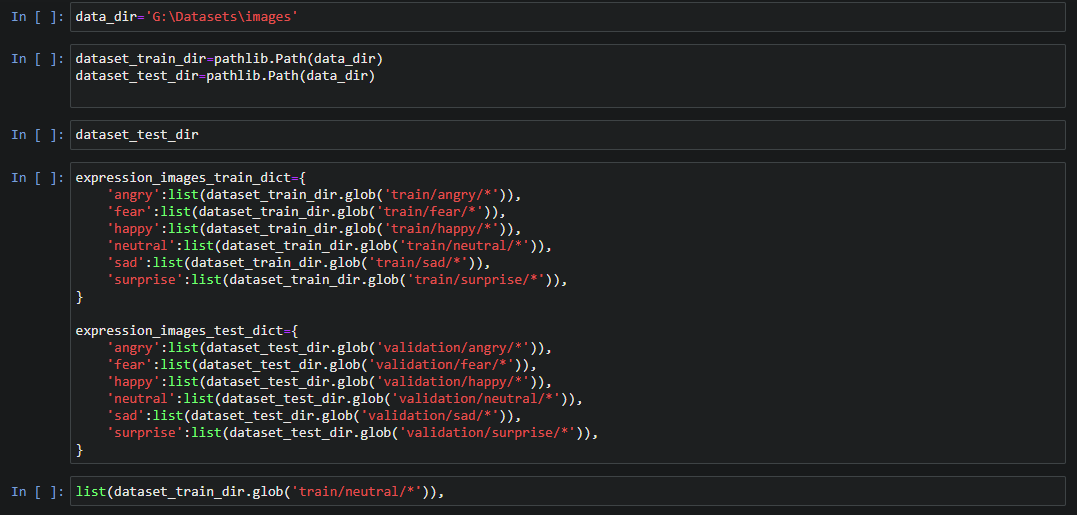 In [ ]: data_dir='G:\Datasets\images'
In [ ]: dataset_train_dir=pathlib.Path(data_dir)
dataset_test_dir=pathlib.Path(data_dir)
In [ ]: dataset_test_dir
In [ ]: expression_images_train_dict={
'angry':list(dataset_train_dir.glob('train/angry/*')),
'fear':list(dataset_train_dir.glob('train/fear/*')),
'happy':list(dataset_train_dir.glob('train/happy/*')),
'neutral':list(dataset_train_dir.glob('train/neutral/*')),
'sad':list(dataset_train_dir.glob('train/sad/*')),
'surprise':list(dataset_train_dir.glob('train/surprise/*')),
}
expression_images_test_dict={
'angry':list(dataset_test_dir.glob('validation/angry/*')),
'fear':list(dataset_test_dir.glob('validation/fear/*')),
'happy':list(dataset_test_dir.glob('validation/happy/*')),
'neutral':list(dataset_test_dir.glob('validation/neutral/*')),
'sad':list(dataset_test_dir.glob('validation/sad/*')),
'surprise':list(dataset_test_dir.glob('validation/surprise/*')),
}
In [ ]: list(dataset_train_dir.glob('train/neutral/*')),